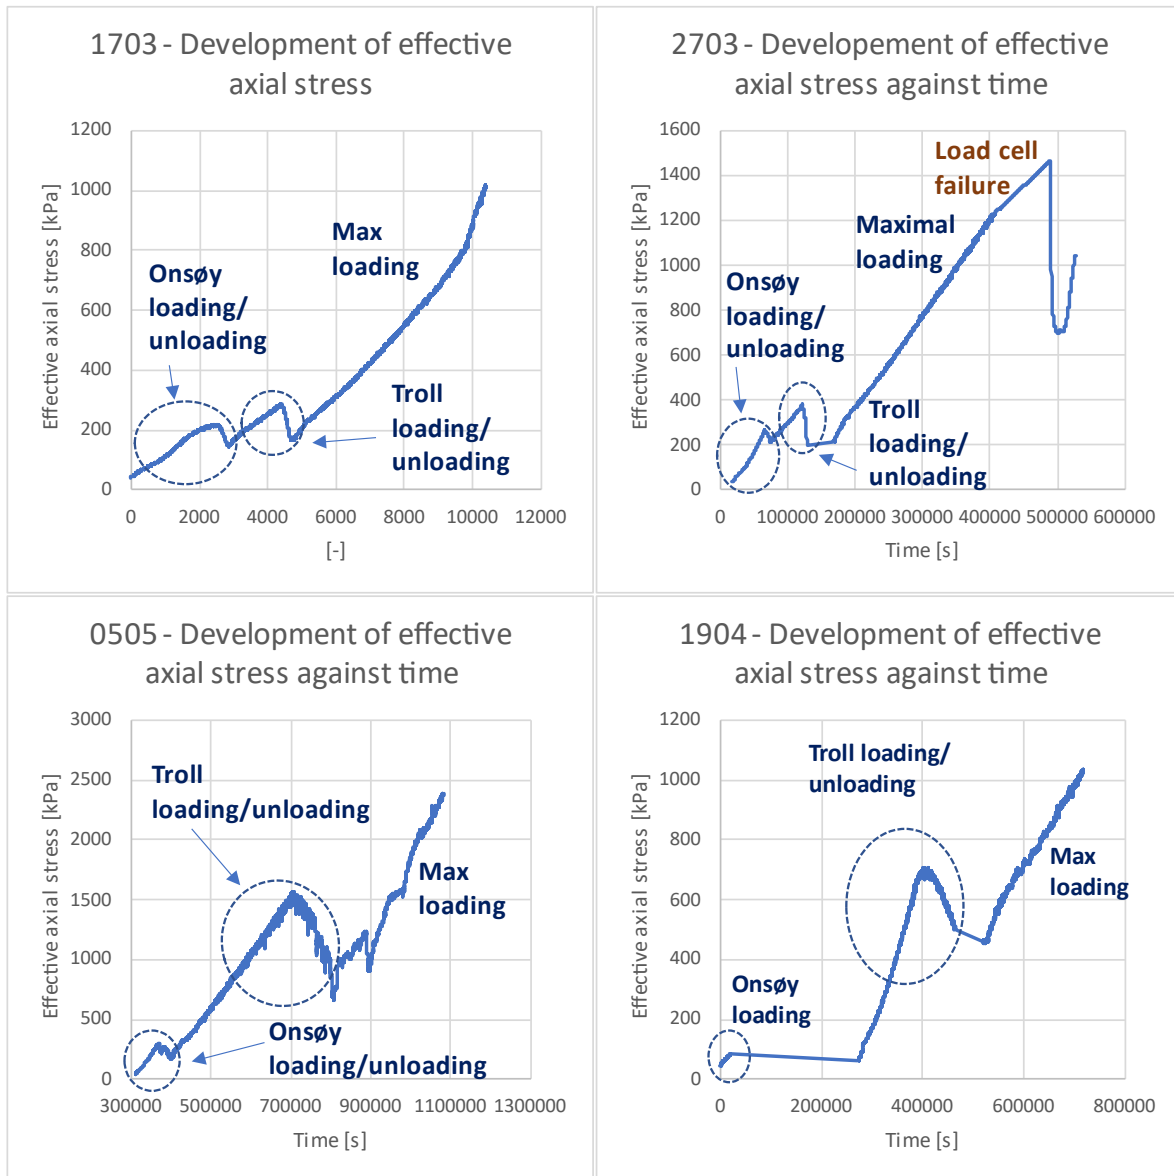 1703 - Development of effective
axial stress
Effective axial stress [kPa]
1200
1000
800
600
400
200
0
Max
loading
Onsøy
loading/
unloading
Troll
loading/
unloading
0 2000 4000 6000 8000 10000 12000
[-]
2703 - Developement of effective
axial stress against time
Effective axial stress [kPa]
1600
1400
1200
1000
800
600
400
200
0
Load cell
failure
Maximal
loading
Onsøy
loading/
unloading
Troll
loading/
unloading
0 100000 200000 300000 400000 500000 600000
Time [s]
0505 - Development of effective
axial stress against time
Effective axial stress [kPa]
3000
2500
2000
1500
1000
500
0
Troll
loading/unloading
Max
loading
Onsøy
loading/unloading
300000 500000 700000 900000 1100000 1300000
Time [s]
1904 - Development of effective
axial stress against time
Effective axial stress [kPa]
1200
1000
800
600
400
200
0
Troll loading/
unloading
Max
loading
Onsøy
loading
0 200000 400000 600000 800000
Time [s]